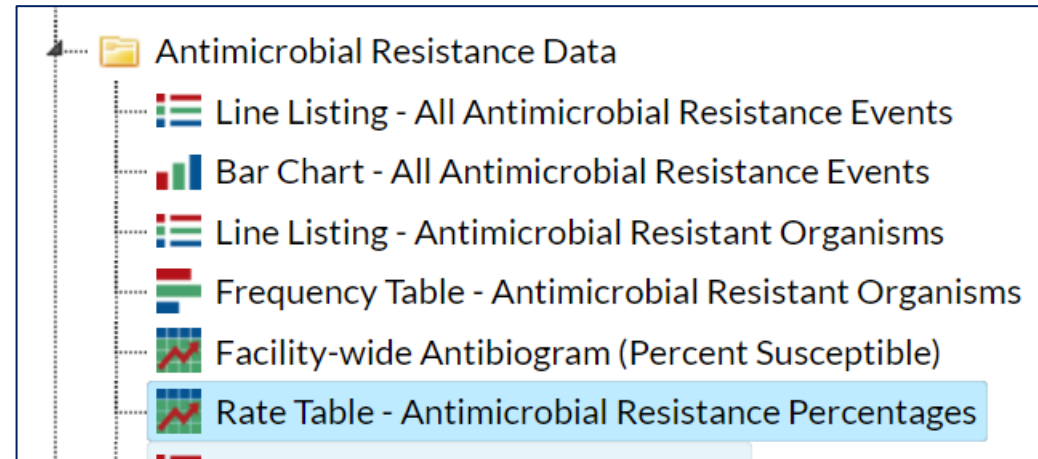 Antimicrobial Resistance Data
Line Listing - All Antimicrobial Resistance Events
Bar Chart - All Antimicrobial Resistance Events
Line Listing - Antimicrobial Resistant Organisms
Frequency Table - Antimicrobial Resistant Organisms
Facility-wide Antibiogram (Percent Susceptible)
Rate Table - Antimicrobial Resistance Percentages